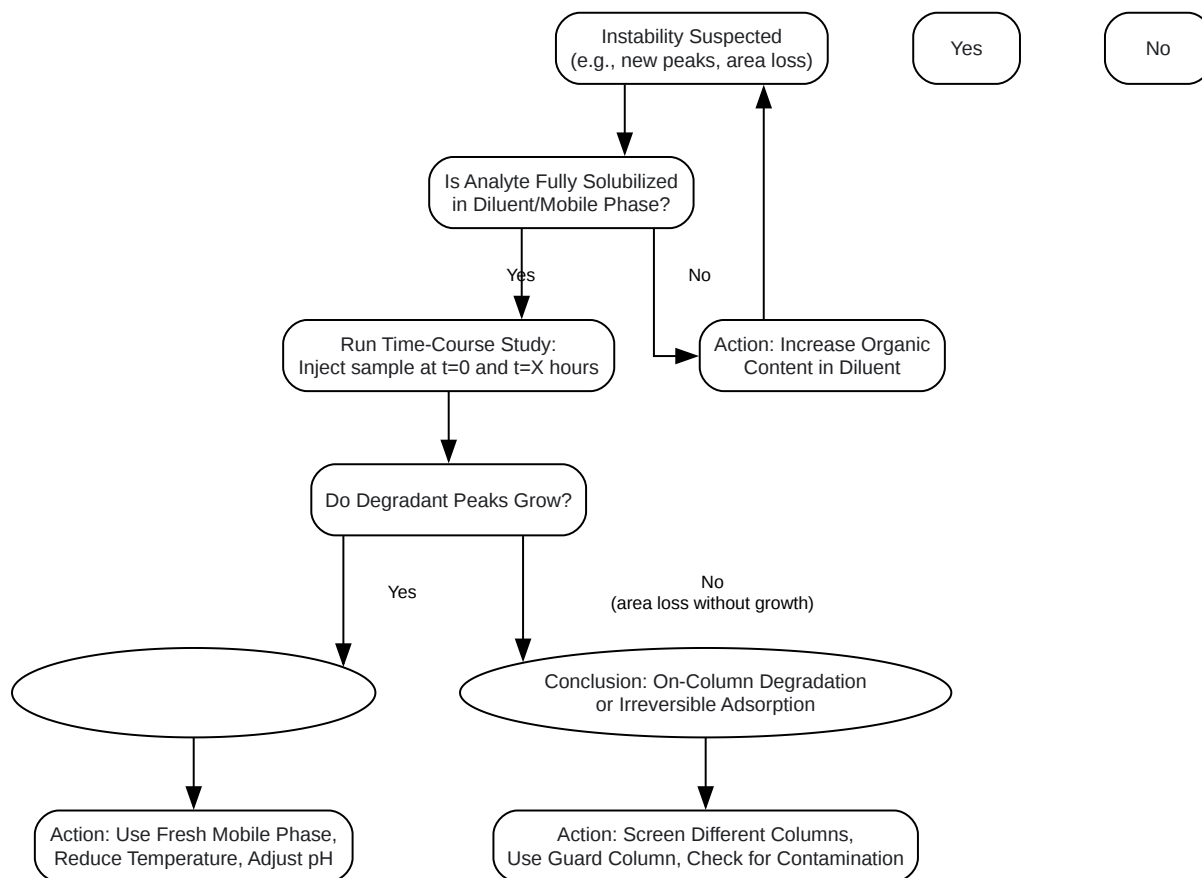 Instability Suspected
(e.g., new peaks, area loss)
Yes
No
Is Analyte Fully Solubilized
in Diluent/Mobile Phase?
Yes
No
Run Time-Course Study:
Inject sample at t=0 and t=X hours
Action: Increase Organic
Content in Diluent
Do Degradant Peaks Grow?
Yes
No
(area loss without growth)
Conclusion: On-Column Degradation
or Irreversible Adsorption
Action: Use Fresh Mobile Phase,
Reduce Temperature, Adjust pH
Action: Screen Different Columns,
Use Guard Column, Check for Contamination